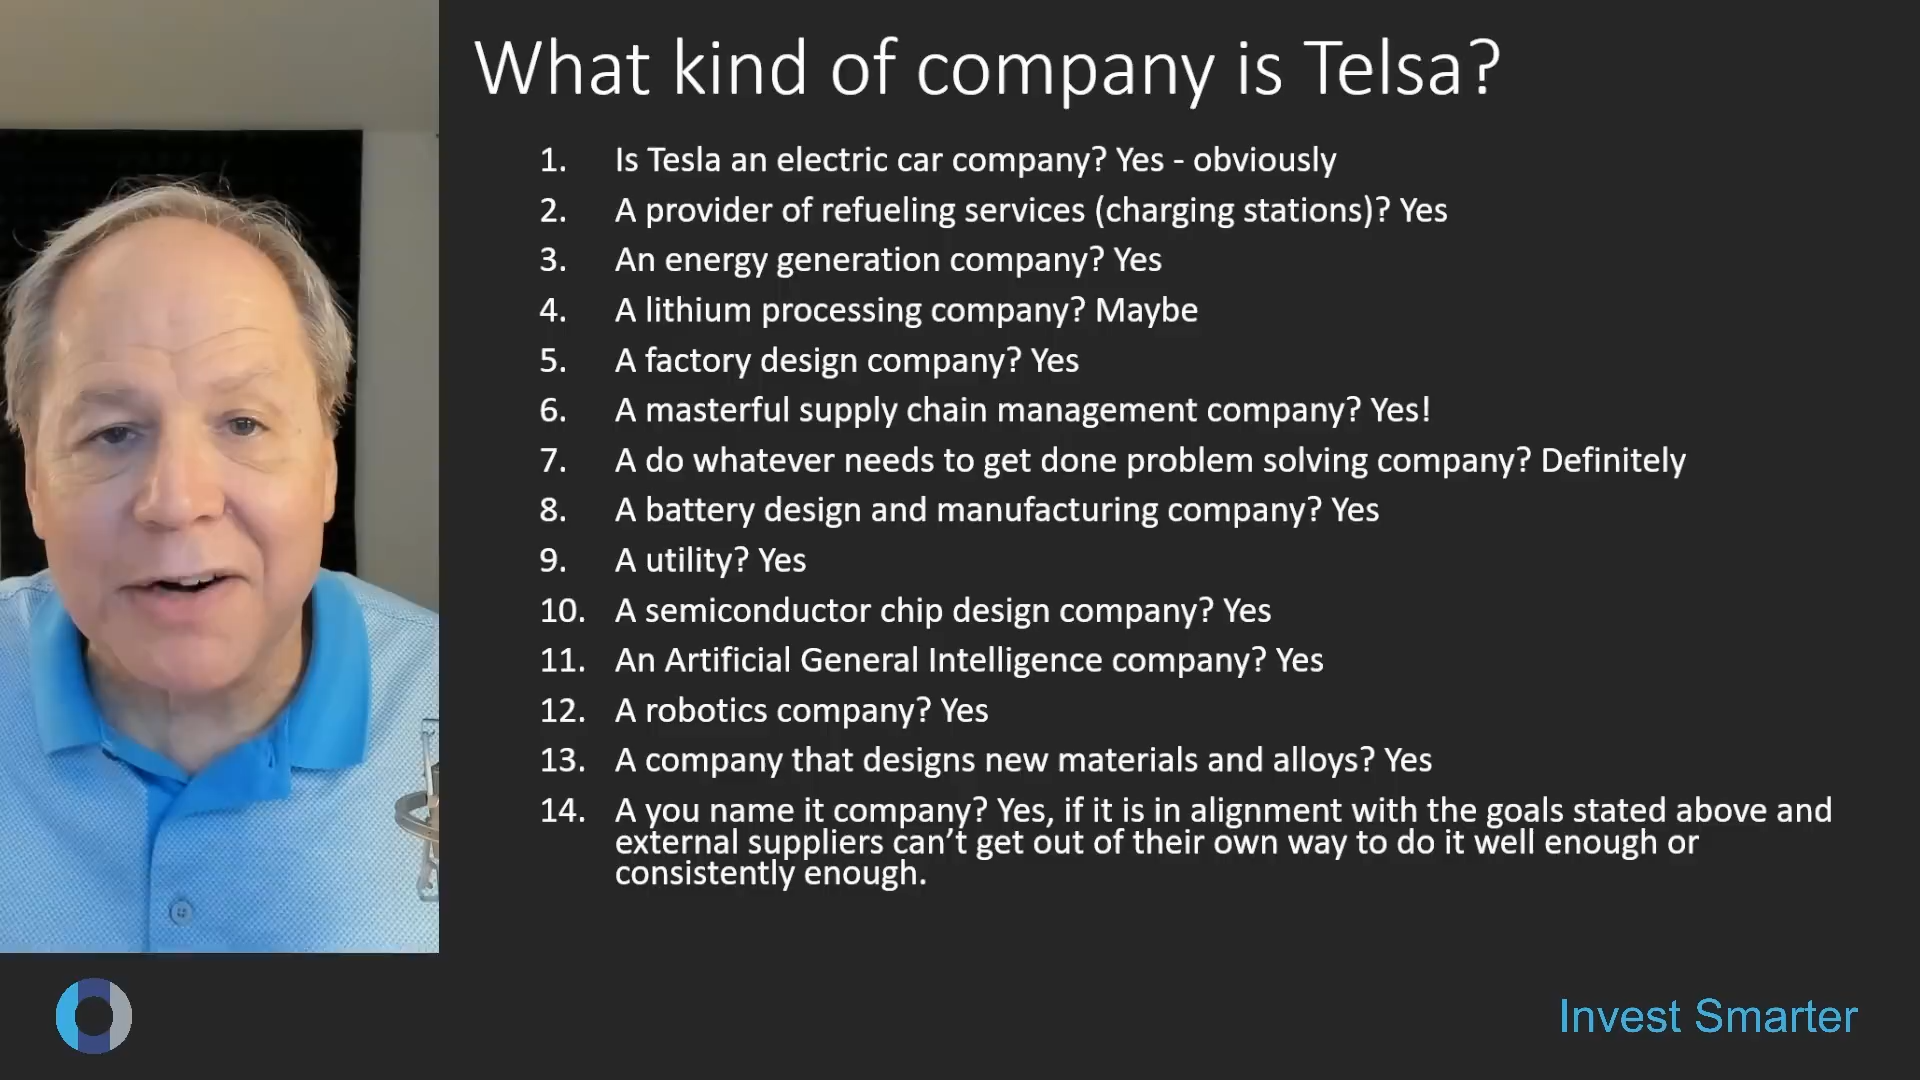 What kind of company is Telsa?
1. Is Tesla an electric car company? Yes - obviously
2. A provider of refueling services (charging stations)? Yes
3. An energy generation company? Yes
4. A lithium processing company? Maybe
5. A factory design company? Yes
6. A masterful supply chain management company? Yes!
7. A do whatever needs to get done problem solving company? Definitely
8. A battery design and manufacturing company? Yes
9. A utility? Yes
10. A semiconductor chip design company? Yes
11. An Artificial General Intelligence company? Yes
12. A robotics company? Yes
13. A company that designs new materials and alloys? Yes
14. A you name it company? Yes, if it is in alignment with the goals stated above and
external suppliers can’t get out of their own way to do it well enough or
consistently enough.
Invest Smarter